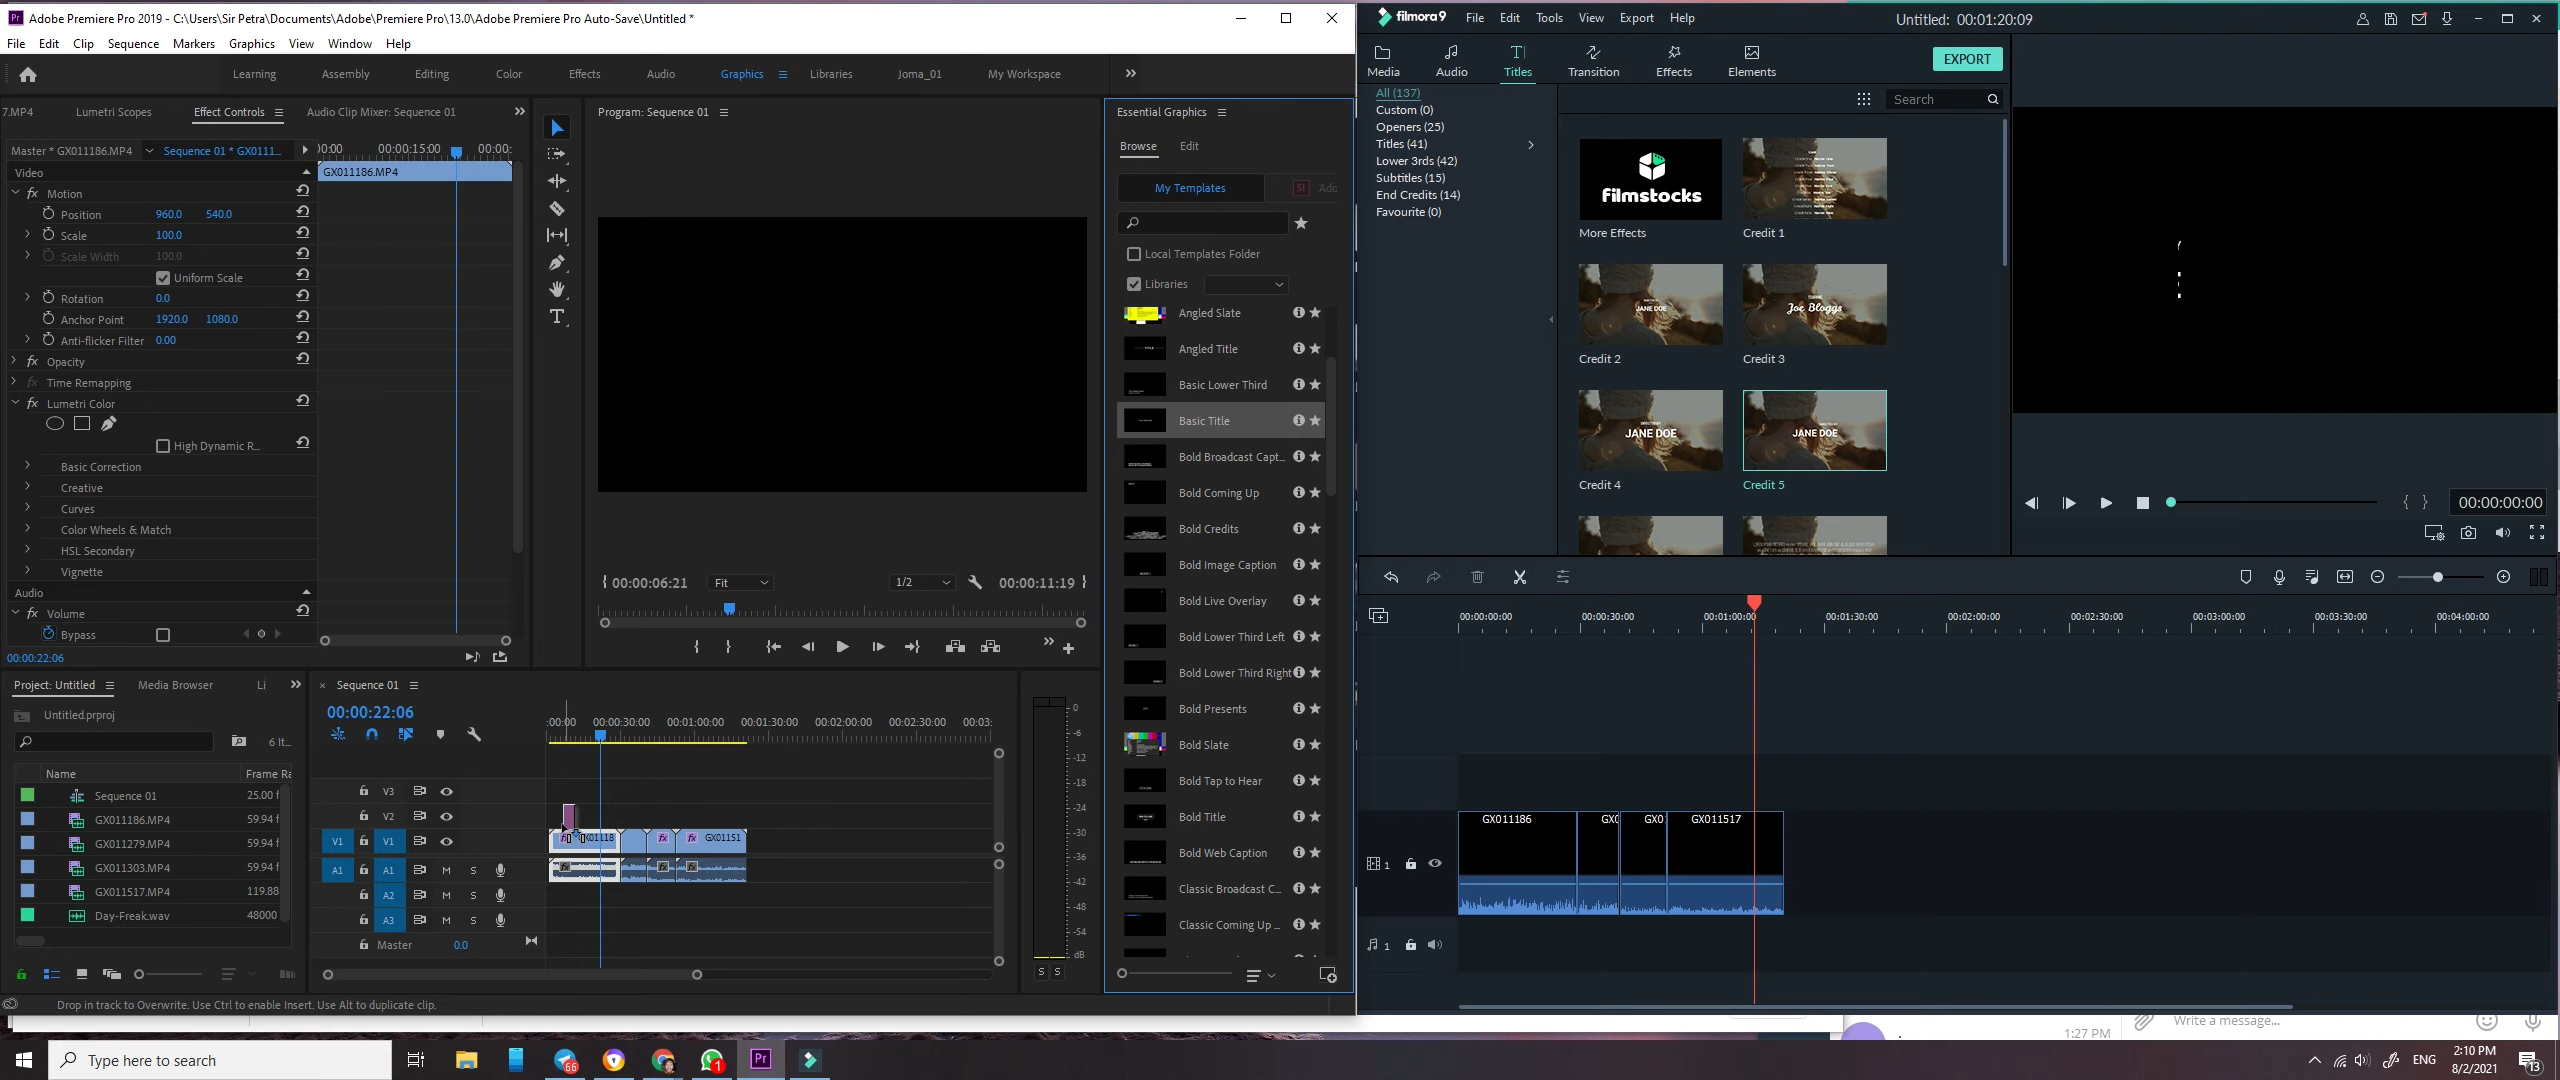 Pr Adobe Premiere Pro 2019 - C:\Users\Sir Petra\Documents\Adobe\Premiere Pro\13.0\Adobe Premiere Pro Auto-Save\Untitled *
File Edit Clip Sequence Markers Graphics View Window Help
Learning Assembly Editing Color Effects Audio Graphics Libraries Joma_01 My Workspace
7.MP4 Lumetri Scopes Effect Controls Audio Clip Mixer: Sequence 01
Master * GX011186.MP4 Sequence 01 * GX0111... 00:00 00:00:15:00 00:00:
Video GX011186.MP4
fx Motion
Position 960.0 540.0
Scale 100.0
Scale Width 100.0
Uniform Scale
Rotation 0.0
Anchor Point 1920.0 1080.0
Anti-flicker Filter 0.00
fx Opacity
fx Time Remapping
fx Lumetri Color
High Dynamic R...
Basic Correction
Creative
Curves
Color Wheels & Match
HSL Secondary
Vignette
Audio
fx Volume
Bypass
00:00:22:06
Program: Sequence 01
00:00:06:21 Fit 1/2 00:00:11:19
Essential Graphics
Browse Edit
My Templates St Ado
Local Templates Folder
Libraries
Angled Slate
Angled Title
Basic Lower Third
Basic Title
Bold Broadcast Capt...
Bold Coming Up
Bold Credits
Bold Image Caption
Bold Live Overlay
Bold Lower Third Left
Bold Lower Third Right
Bold Presents
Bold Slate
Bold Tap to Hear
Bold Title
Bold Web Caption
Classic Broadcast C...
Classic Coming Up ...
Project: Untitled Media Browser Li
Untitled.prproj
6 It...
Name Frame Ra
Sequence 01 25.00 f
GX011186.MP4 59.94 f
GX011279.MP4 59.94 f
GX011303.MP4 59.94 f
GX011517.MP4 119.88
Day-Freak.wav 48000
× Sequence 01
00:00:22:06
:00:00 00:00:30:00 00:01:00:00 00:01:30:00 00:02:00:00 00:02:30:00 00:03:
V3
V2
V1 V1 X01118 fx fx GX01151
A1 A1 M S
A2 M S
A3 M S
Master 0.0
0
-6
-12
-18
-24
-30
-36
-42
-48
-54
dB
S S
Drop in track to Overwrite. Use Ctrl to enable Insert. Use Alt to duplicate clip.
filmora9 File Edit Tools View Export Help Untitled: 00:01:20:09
Media Audio Titles Transition Effects Elements EXPORT
All (137)
Custom (0)
Openers (25)
Titles (41)
Lower 3rds (42)
Subtitles (15)
End Credits (14)
Favourite (0)
Search
filmstocks
More Effects Credit 1
JANE DOE Joe Bloggs
Credit 2 Credit 3
JANE DOE JANE DOE
Credit 4 Credit 5
{ } 00:00:00:00
00:00:00:00 00:00:30:00 00:01:00:00 00:01:30:00 00:02:00:00 00:02:30:00 00:03:00:00 00:03:30:00 00:04:00:00
GX011186 GX0 GX01 GX011517
1
1
1:27 PM Write a message...
Type here to search 66 1 Pr ENG 2:10 PM
8/2/2021 13